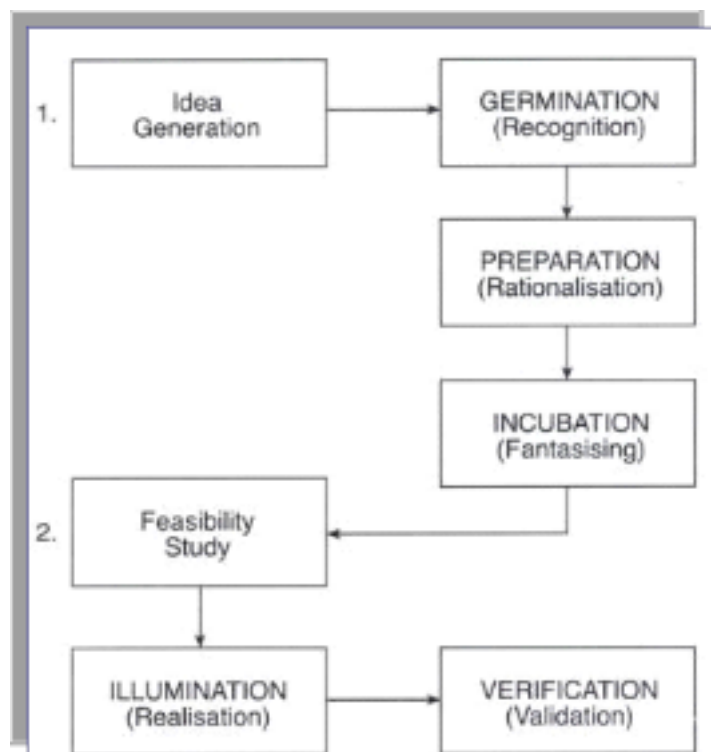 1.
Idea
Generation
GERMINATION
(Recognition)
PREPARATION
(Rationalisation)
INCUBATION
(Fantasising)
2.
Feasibility
Study
ILLUMINATION
(Realisation)
VERIFICATION
(Validation)